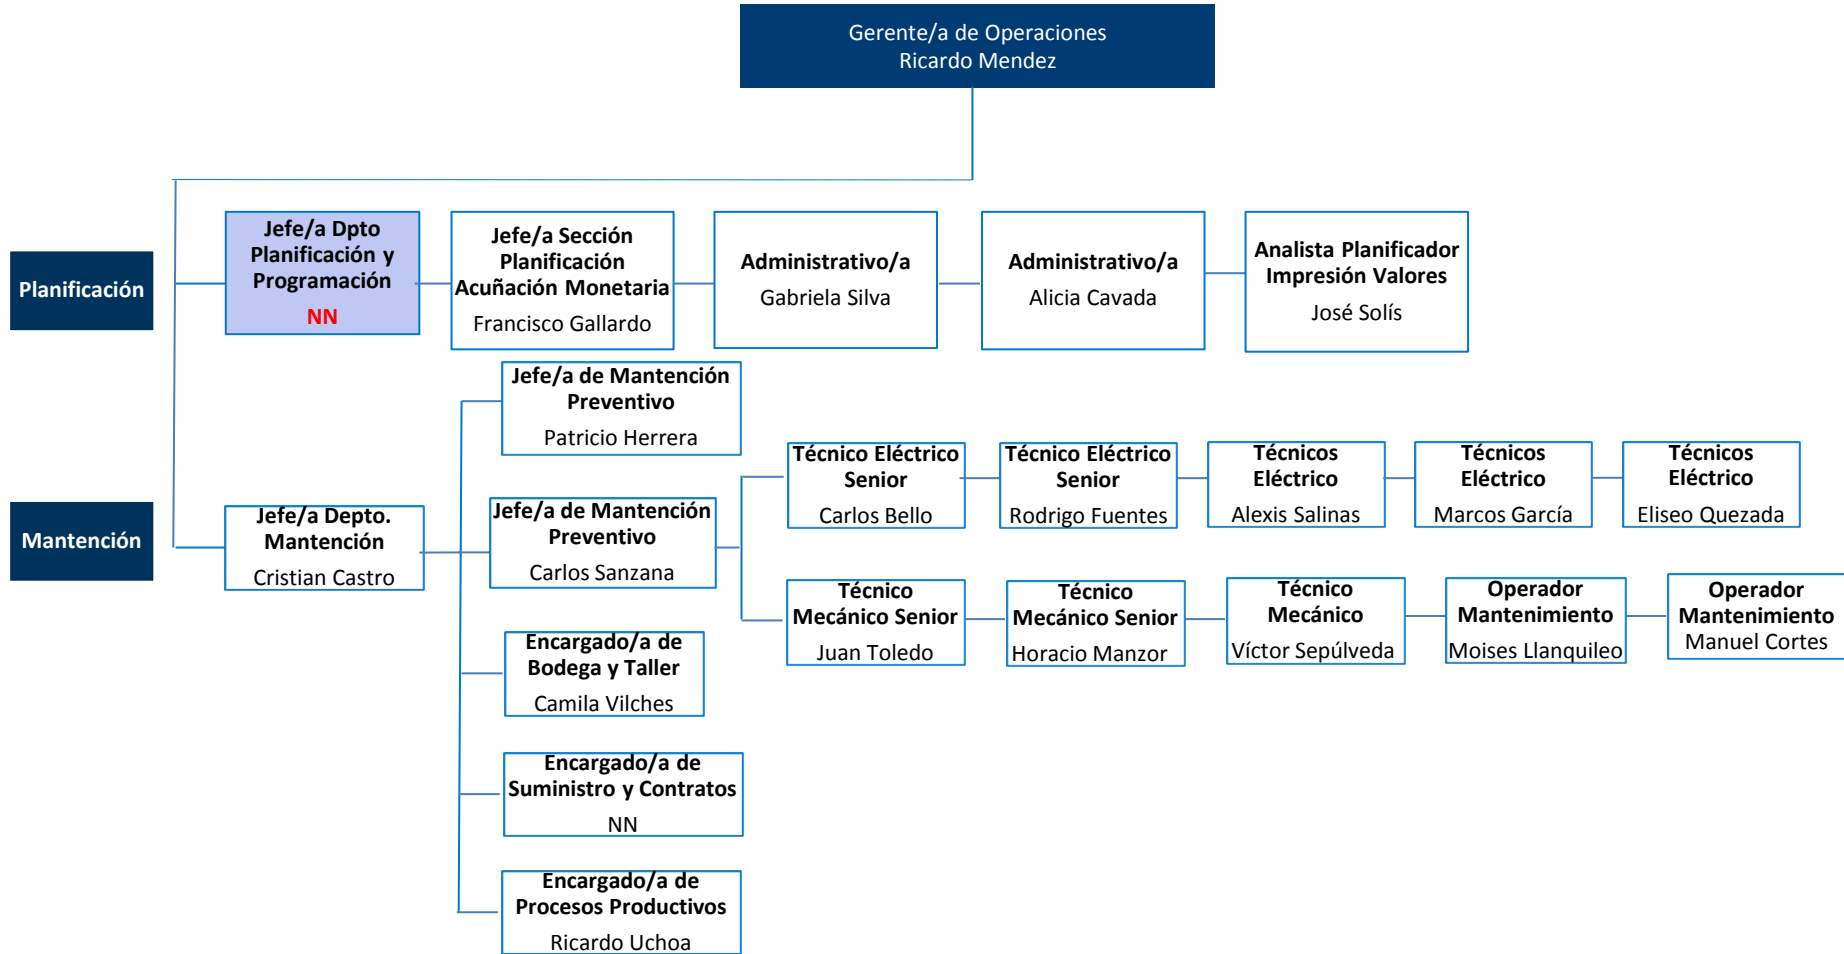 Gerente/a de Operaciones
Ricardo Mendez
Planificación
Jefe/a Dpto
Planificación y
Programación
NN
Jefe/a Sección
Planificación
Acuñación Monetaria
Francisco Gallardo
Administrativo/a
Gabriela Silva
Administrativo/a
Alicia Cavada
Analista Planificador
Impresión Valores
José Solís
Mantención
Jefe/a Depto.
Mantención
Cristian Castro
Jefe/a de Mantención
Preventivo
Patricio Herrera
Jefe/a de Mantención
Preventivo
Carlos Sanzana
Técnico Eléctrico
Senior
Carlos Bello
Técnico Eléctrico
Senior
Rodrigo Fuentes
Técnicos
Eléctrico
Alexis Salinas
Técnicos
Eléctrico
Marcos García
Técnicos
Eléctrico
Eliseo Quezada
Técnico
Mecánico Senior
Juan Toledo
Técnico
Mecánico Senior
Horacio Manzor
Técnico
Mecánico
Víctor Sepúlveda
Operador
Mantenimiento
Moises Llanquileo
Operador
Mantenimiento
Manuel Cortes
Encargado/a de
Bodega y Taller
Camila Vilches
Encargado/a de
Suministro y Contratos
NN
Encargado/a de
Procesos Productivos
Ricardo Uchoa